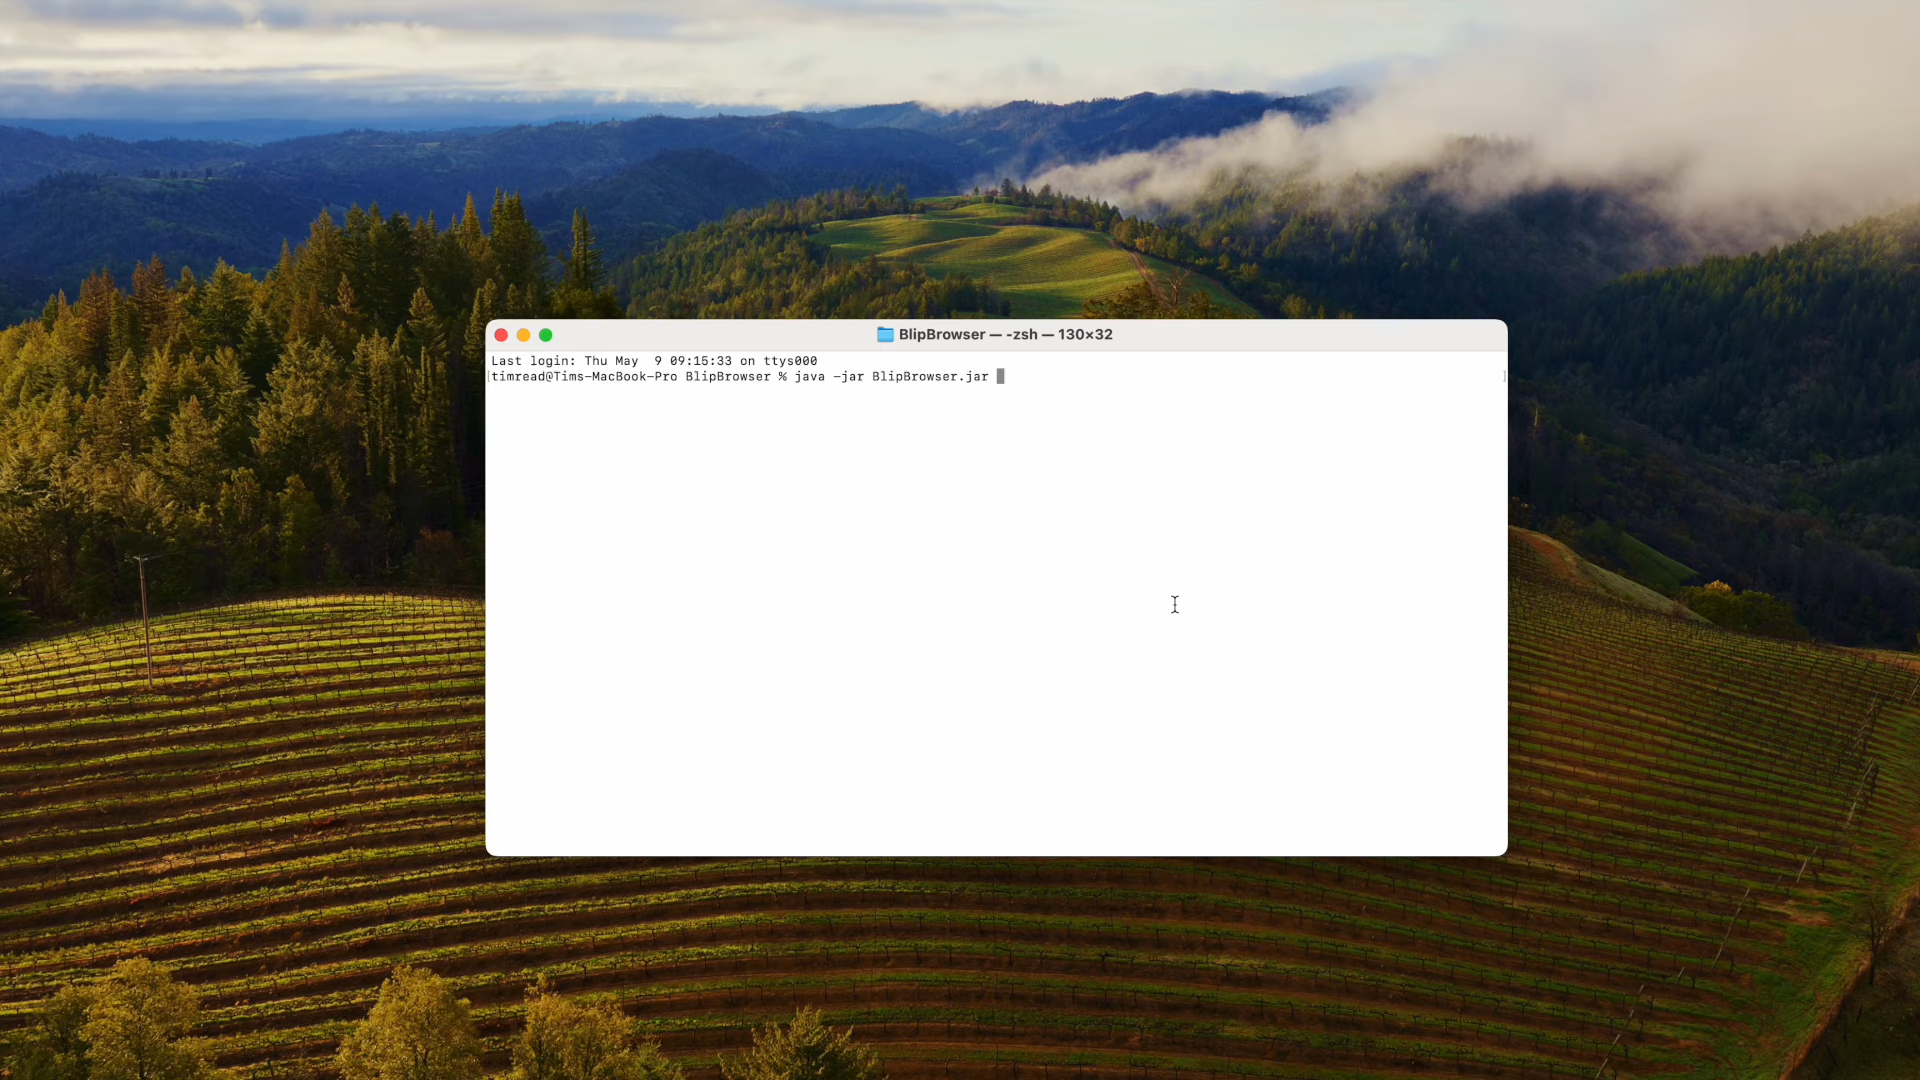 BlipBrowser — -zsh — 130×32
Last login: Thu May  9 09:15:33 on ttys000
[timread@Tims-MacBook-Pro BlipBrowser % java -jar BlipBrowser.jar ]